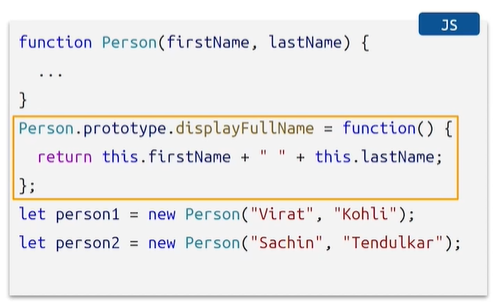 JS
function Person(firstName, lastName) {
  ...
}
Person.prototype.displayFullName = function() {
  return this.firstName + " " + this.lastName;
};
let person1 = new Person("Virat", "Kohli");
let person2 = new Person("Sachin", "Tendulkar");